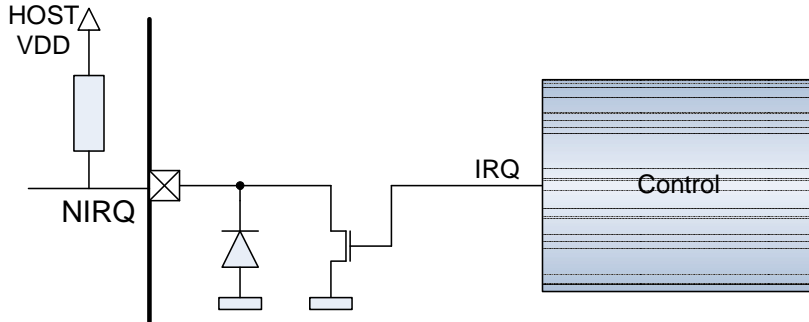 HOST
VDD
NIRQ
IRQ
Control